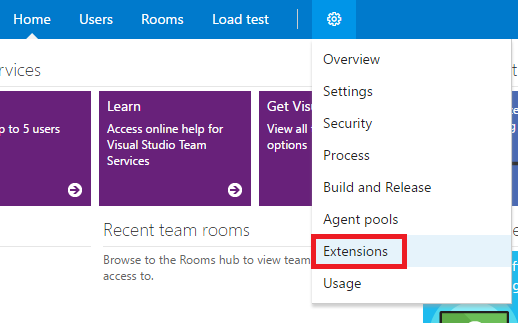 Home Users Rooms Load test
rvices
Learn
Get Vis
p to 5 users
Access online help for
Visual Studio Team
Services
View all
options
Recent team rooms
Browse to the Rooms hub to view team
access to.
Overview
Settings
Security
Process
Build and Release
Agent pools
Extensions
Usage